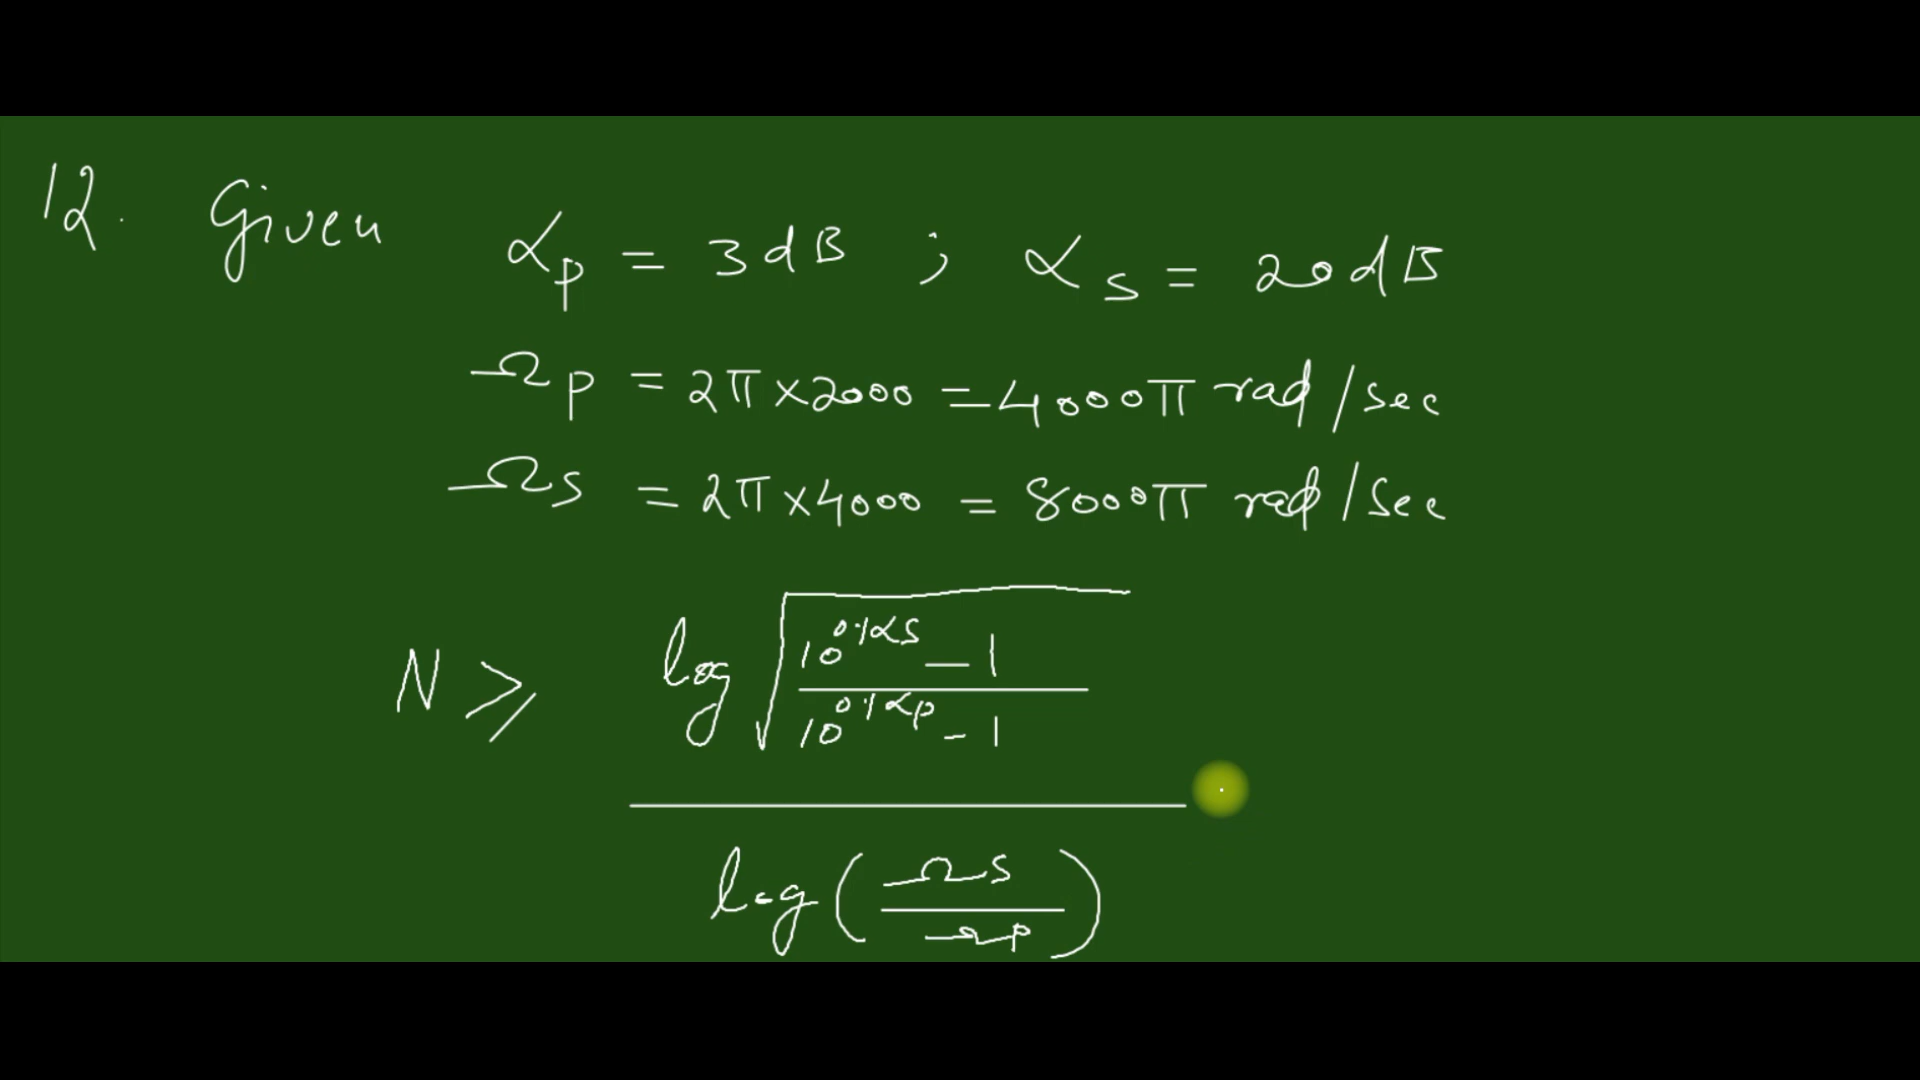 12. Given αp = 3dB ; αs = 20dB
Ωp = 2π×2000 = 4000π rad/sec
Ωs = 2π×4000 = 8000π rad/sec
N ≥ log √((10^(0.1αs) − 1)/(10^(0.1αp) − 1))
log(Ωs/Ωp)